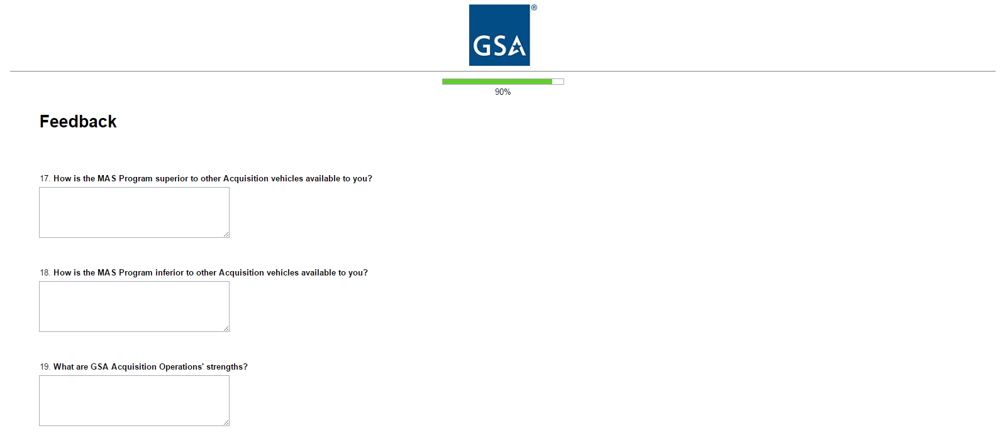 GSA ®
90%
Feedback
17. How is the MAS Program superior to other Acquisition vehicles available to you?
18. How is the MAS Program inferior to other Acquisition vehicles available to you?
19. What are GSA Acquisition Operations' strengths?